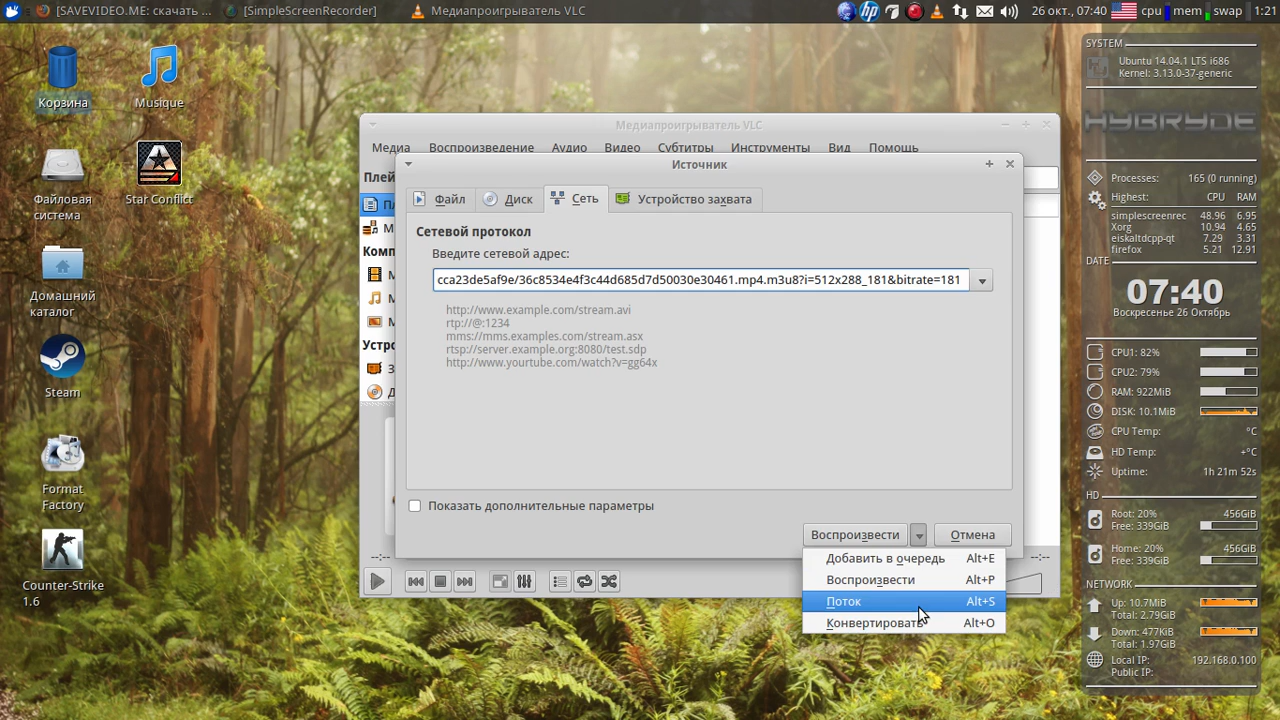 [SAVEVIDEO.ME: скачать ...
[SimpleScreenRecorder]
Медиапроигрыватель VLC
26 окт., 07:40
cpu
mem
swap
1:21
Корзина
Musique
Файловая система
Star Conflict
Домашний каталог
Steam
Format Factory
Counter-Strike 1.6
Медиапроигрыватель VLC
Медиа Воспроизведение Аудио Видео Субтитры Инструменты Вид Помощь
Источник
Файл Диск Сеть Устройство захвата
Сетевой протокол
Введите сетевой адрес:
cca23de5af9e/36c8534e4f3c44d685d7d50030e30461.mp4.m3u8?i=512x288_181&bitrate=181
http://www.example.com/stream.avi
rtp://@:1234
mms://mms.examples.com/stream.asx
rtsp://server.example.org:8080/test.sdp
http://www.yourtube.com/watch?v=gg64x
Показать дополнительные параметры
Воспроизвести Отмена
Добавить в очередь Alt+E
Воспроизвести Alt+P
Поток Alt+S
Конвертировать Alt+O
--:--
--:--
SYSTEM
Ubuntu 14.04.1 LTS i686
Kernel: 3.13.0-37-generic
HYBRYDE
Processes: 165 (0 running)
Highest: CPU RAM
simplescreenrec 48.96 6.95
Xorg 10.94 4.65
eiskaltdcpp-qt 7.29 3.31
firefox 5.21 12.91
DATE
07:40
Воскресенье 26 Октябрь
CPU1: 82%
CPU2: 79%
RAM: 922MiB
DISK: 10.1MiB
CPU Temp: °C
HD Temp: +°C
Uptime: 1h 21m 52s
HD
Root: 20% 456GiB
Free: 339GiB
Home: 20% 456GiB
Free: 339GiB
NETWORK
Up: 10.7MiB
Total: 2.79GiB
Down: 477KiB
Total: 1.97GiB
Local IP: 192.168.0.100
Public IP: